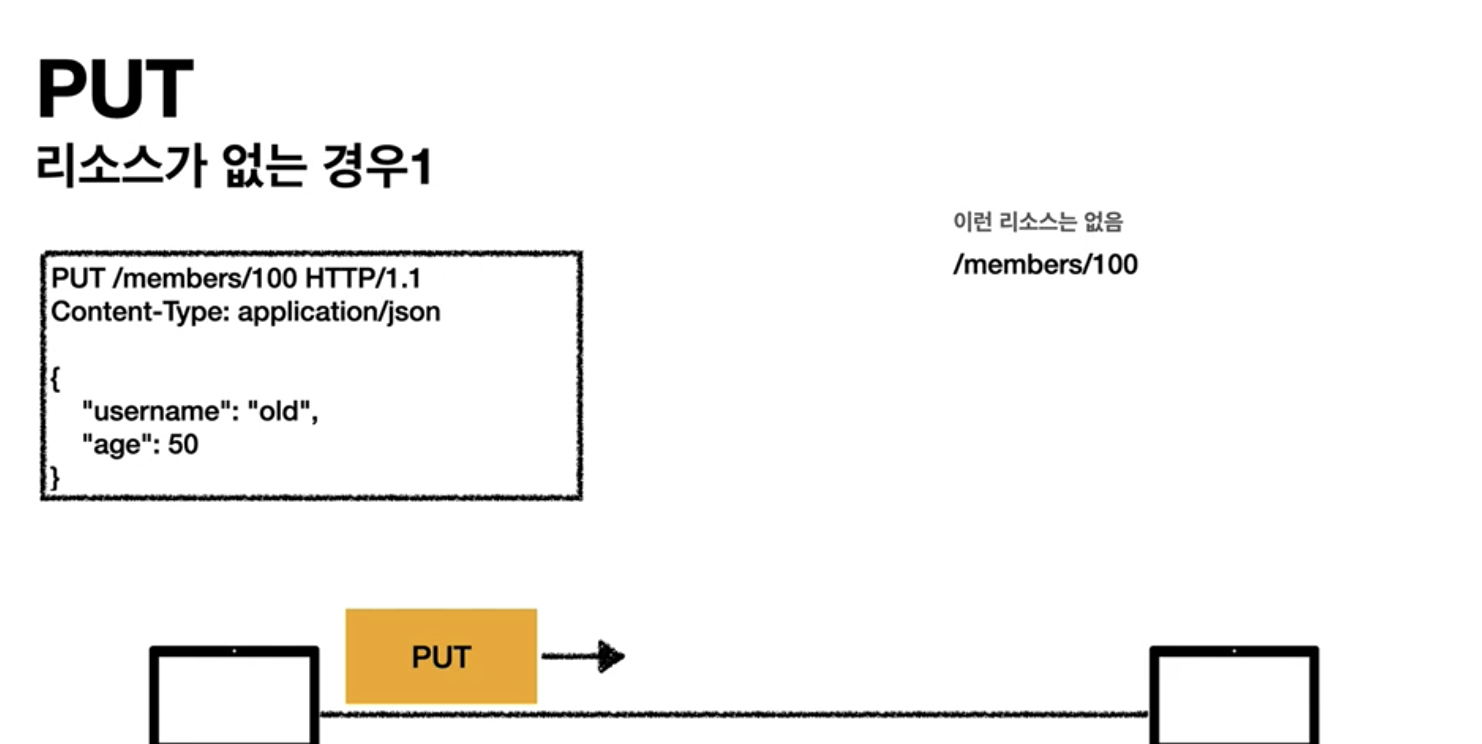 PUT
리소스가 없는 경우1
이런 리소스는 없음
/members/100
PUT /members/100 HTTP/1.1
Content-Type: application/json
{
"username": "old",
"age": 50
}
PUT